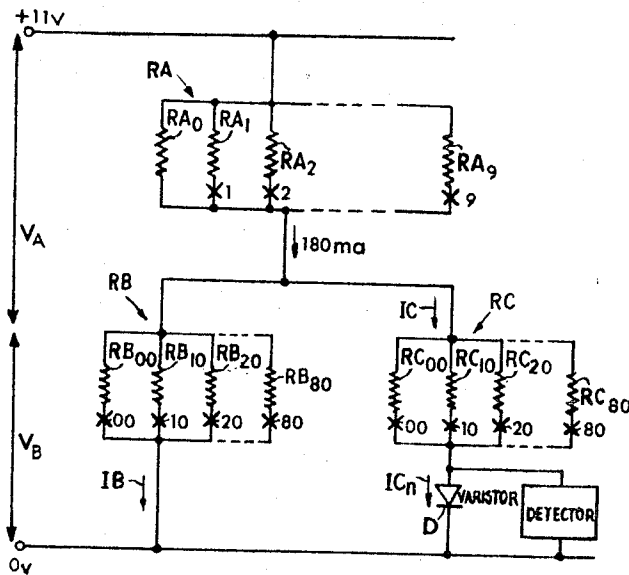 +11v
RA
RA0
RA1
RA2
RA9
1
2
9
VA
180ma
RB
IC
RC
RB00
RB10
RB20
RB80
RC00
RC10
RC20
RC80
00
10
20
80
00
10
20
80
VB
IB
ICn
VARISTOR
D
DETECTOR
0v